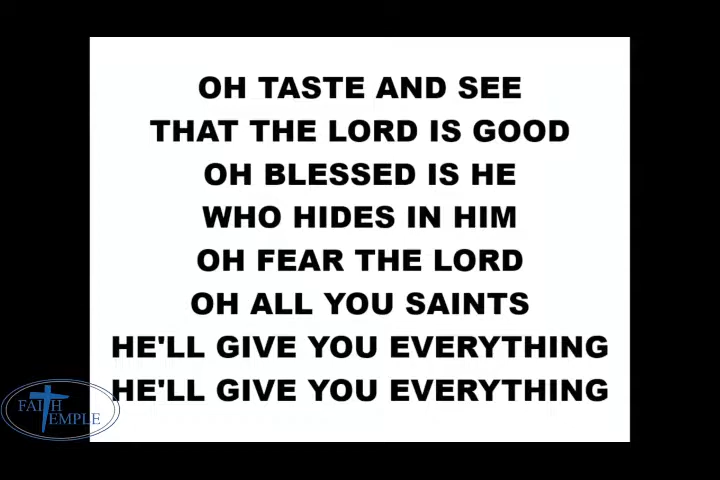 OH TASTE AND SEE
THAT THE LORD IS GOOD
OH BLESSED IS HE
WHO HIDES IN HIM
OH FEAR THE LORD
OH ALL YOU SAINTS
HE'LL GIVE YOU EVERYTHING
HE'LL GIVE YOU EVERYTHING
FAITH
TEMPLE